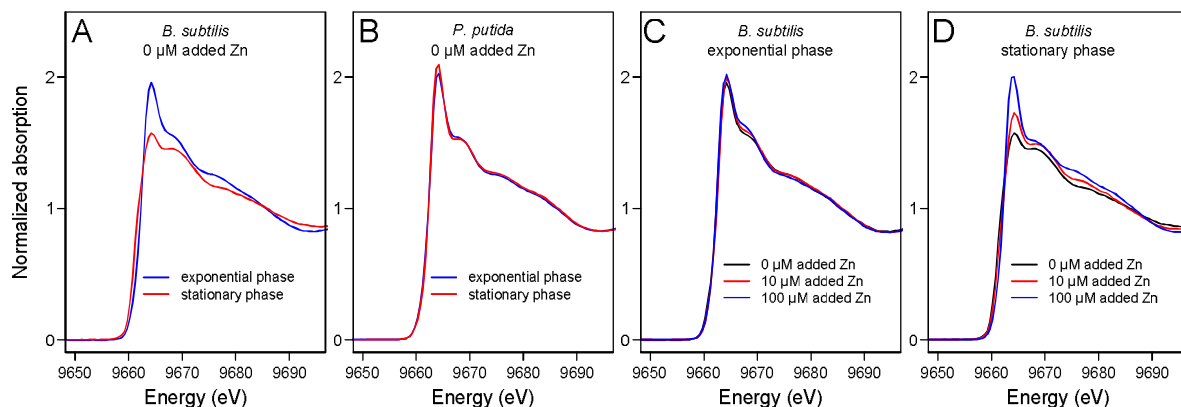 A
B. subtilis
0 µM added Zn
B
P. putida
0 µM added Zn
C
B. subtilis
exponential phase
D
B. subtilis
stationary phase
Normalized absorption
2
1
0
exponential phase
stationary phase
9650 9660 9670 9680 9690
Energy (eV)
2
1
0
exponential phase
stationary phase
9650 9660 9670 9680 9690
Energy (eV)
2
1
0
0 µM added Zn
10 µM added Zn
100 µM added Zn
9650 9660 9670 9680 9690
Energy (eV)
2
1
0
0 µM added Zn
10 µM added Zn
100 µM added Zn
9650 9660 9670 9680 9690
Energy (eV)